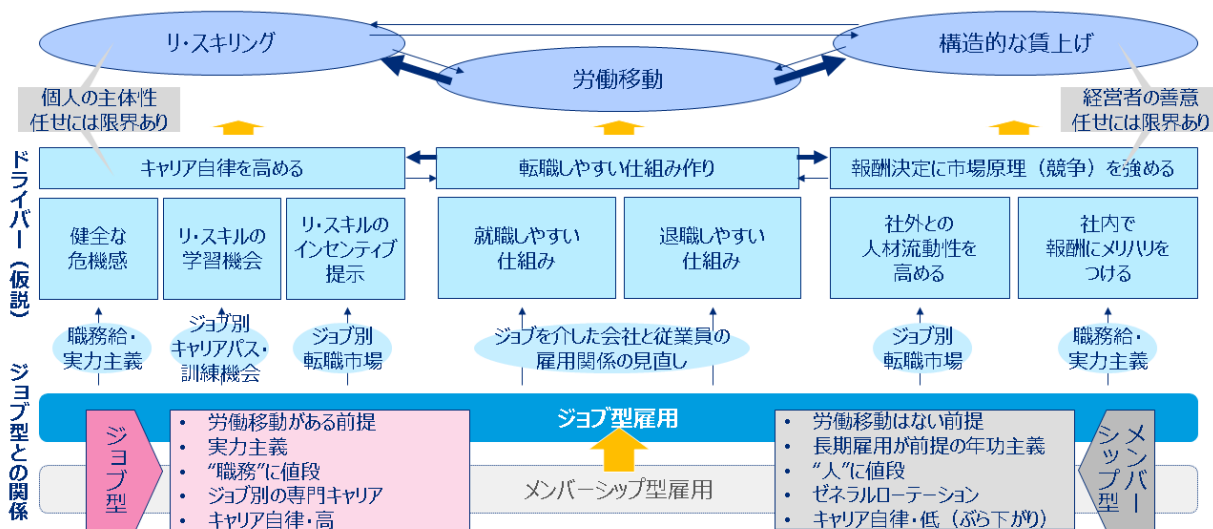 リ・スキリング
構造的な賃上げ
労働移動
個人の主体性
任せには限界あり
経営者の善意
任せには限界あり
ドライバー（仮説）
キャリア自律を高める
転職しやすい仕組み作り
報酬決定に市場原理（競争）を強める
健全な
危機感
リ・スキルの
学習機会
リ・スキルの
インセンティブ
提示
就職しやすい
仕組み
退職しやすい
仕組み
社外との
人材流動性を
高める
社内で
報酬にメリハリを
つける
職務給・
実力主義
ジョブ別
キャリアパス・
訓練機会
ジョブ別
転職市場
ジョブを介した会社と従業員の
雇用関係の見直し
ジョブ別
転職市場
職務給・
実力主義
ジョブ型との関係
ジョブ型雇用
ジョブ型
• 労働移動がある前提
• 実力主義
• “職務”に値段
• ジョブ別の専門キャリア
• キャリア自律・高
メンバーシップ型雇用
• 労働移動はない前提
• 長期雇用が前提の年功主義
• “人”に値段
• ゼネラルローテーション
• キャリア自律・低（ぶら下がり）
メンバー
シップ型